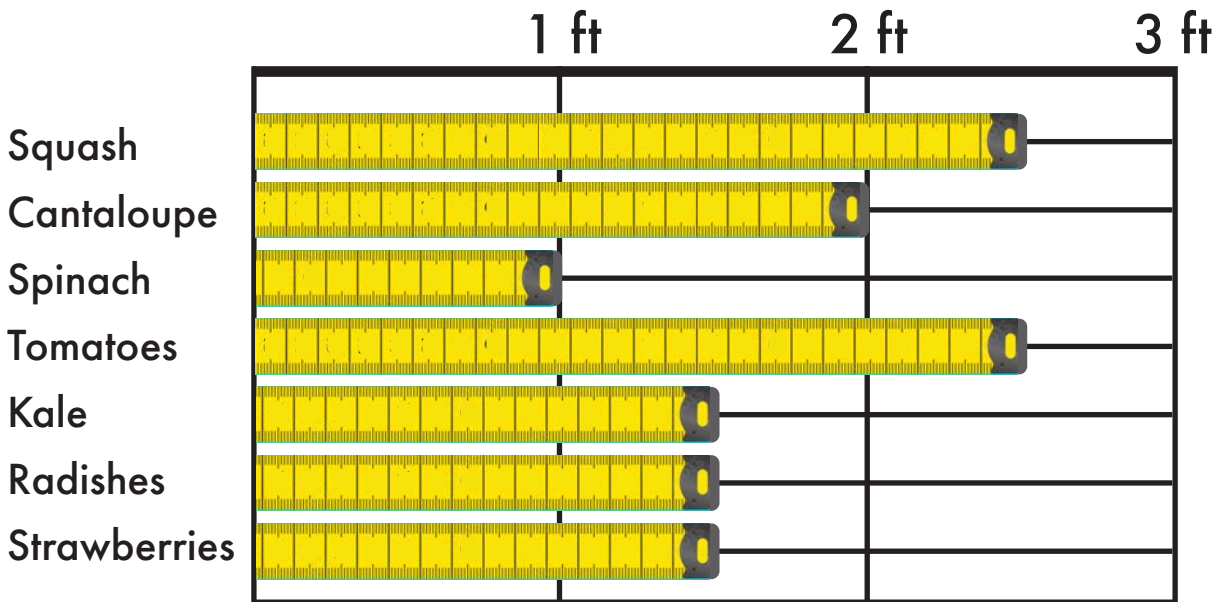 1 ft 2 ft 3 ft
Squash
Cantaloupe
Spinach
Tomatoes
Kale
Radishes
Strawberries